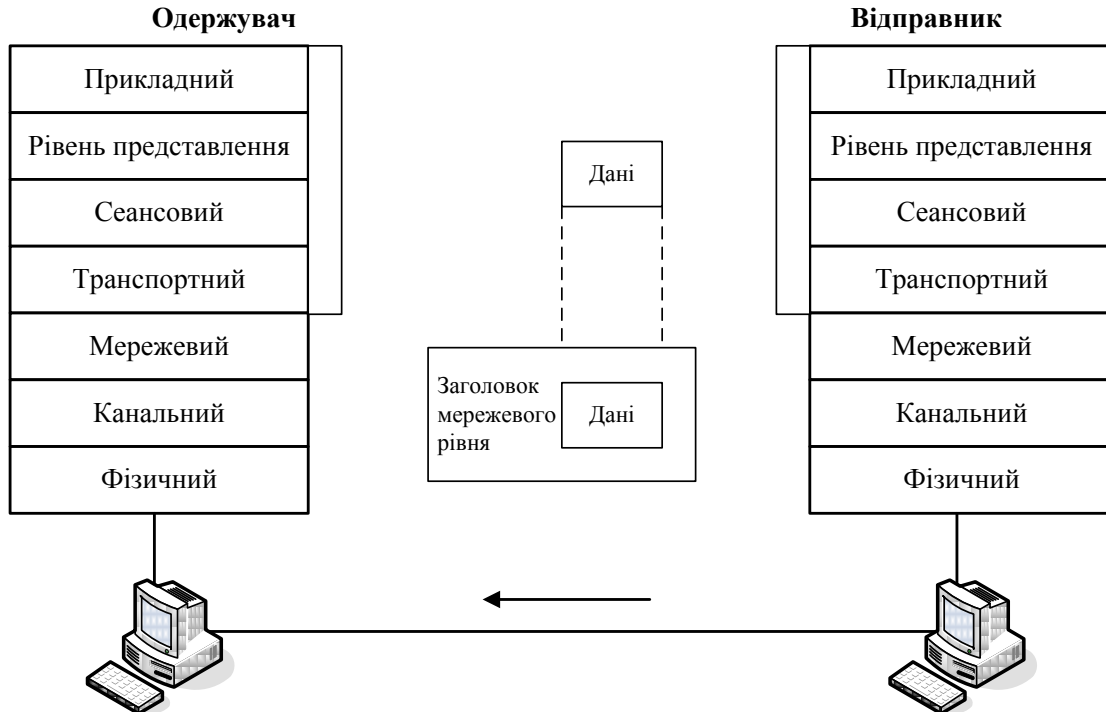 Одержувач
Прикладний
Рівень представлення
Сеансовий
Транспортний
Мережевий
Канальний
Фізичний
Дані
Заголовок
мережевого
рівня
Дані
Відправник
Прикладний
Рівень представлення
Сеансовий
Транспортний
Мережевий
Канальний
Фізичний